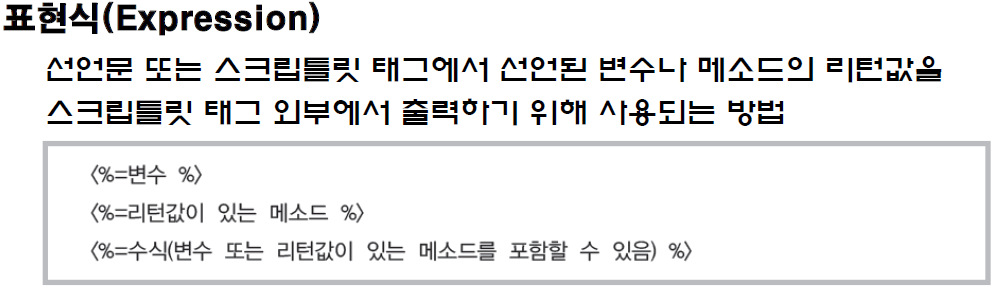 표현식(Expression)
선언문 또는 스크립틀릿 태그에서 선언된 변수나 메소드의 리턴값을
스크립틀릿 태그 외부에서 출력하기 위해 사용되는 방법
〈%=변수 %〉
〈%=리턴값이 있는 메소드 %〉
〈%=수식(변수 또는 리턴값이 있는 메소드를 포함할 수 있음) %〉